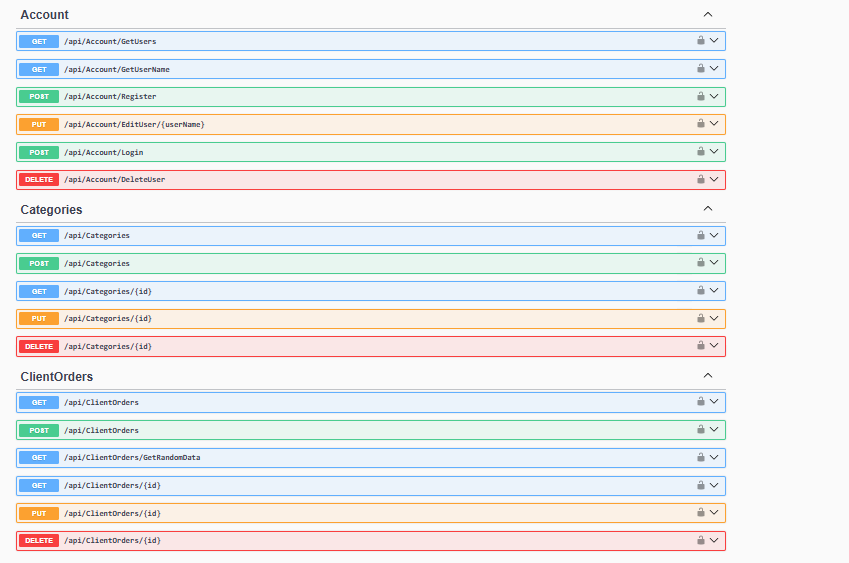 Account
GET /api/Account/GetUsers
GET /api/Account/GetUserName
POST /api/Account/Register
PUT /api/Account/EditUser/{userName}
POST /api/Account/Login
DELETE /api/Account/DeleteUser
Categories
GET /api/Categories
POST /api/Categories
GET /api/Categories/{id}
PUT /api/Categories/{id}
DELETE /api/Categories/{id}
ClientOrders
GET /api/ClientOrders
POST /api/ClientOrders
GET /api/ClientOrders/GetRandomData
GET /api/ClientOrders/{id}
PUT /api/ClientOrders/{id}
DELETE /api/ClientOrders/{id}